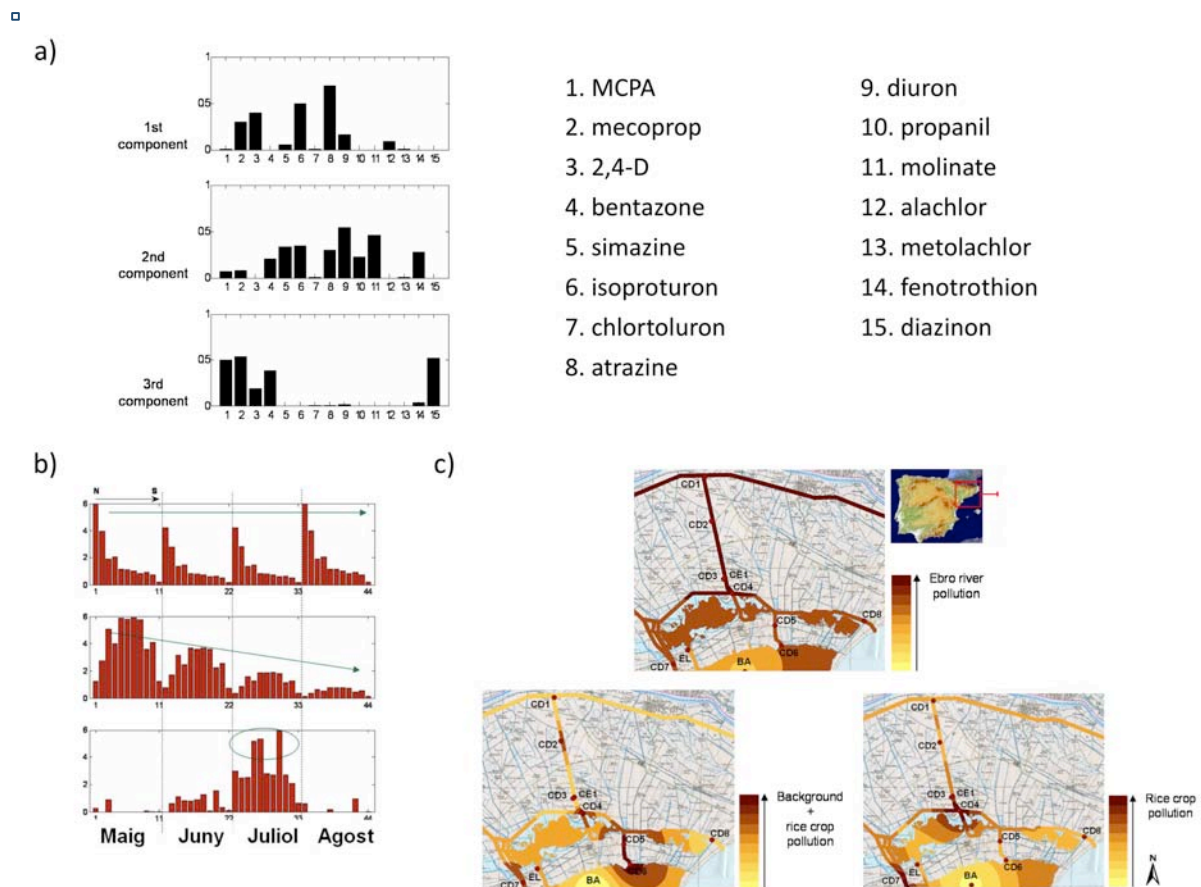 a)
1
0.5
0
1st
component
1 2 3 4 5 6 7 8 9 10 11 12 13 14 15
1
0.5
0
2nd
component
1 2 3 4 5 6 7 8 9 10 11 12 13 14 15
1
0.5
0
3rd
component
1 2 3 4 5 6 7 8 9 10 11 12 13 14 15
1. MCPA
2. mecoprop
3. 2,4-D
4. bentazone
5. simazine
6. isoproturon
7. chlortoluron
8. atrazine
9. diuron
10. propanil
11. molinate
12. alachlor
13. metolachlor
14. fenotrothion
15. diazinon
b)
N S
6
4
2
0
1 11 22 33 44
6
4
2
0
1 11 22 33 44
6
4
2
0
1 11 22 33 44
Maig Juny Juliol Agost
c)
CD1
CD2
CD3 CE1
CD4
CD5
CD8
EL
CD6
CD7
BA
Ebro river
pollution
CD1
CD2
CD3 CE1
CD4
CD5
CD8
EL
CD6
CD7
BA
Background
+
rice crop
pollution
CD1
CD2
CD3 CE1
CD4
CD5
CD8
EL
CD6
CD7
BA
Rice crop
pollution
N